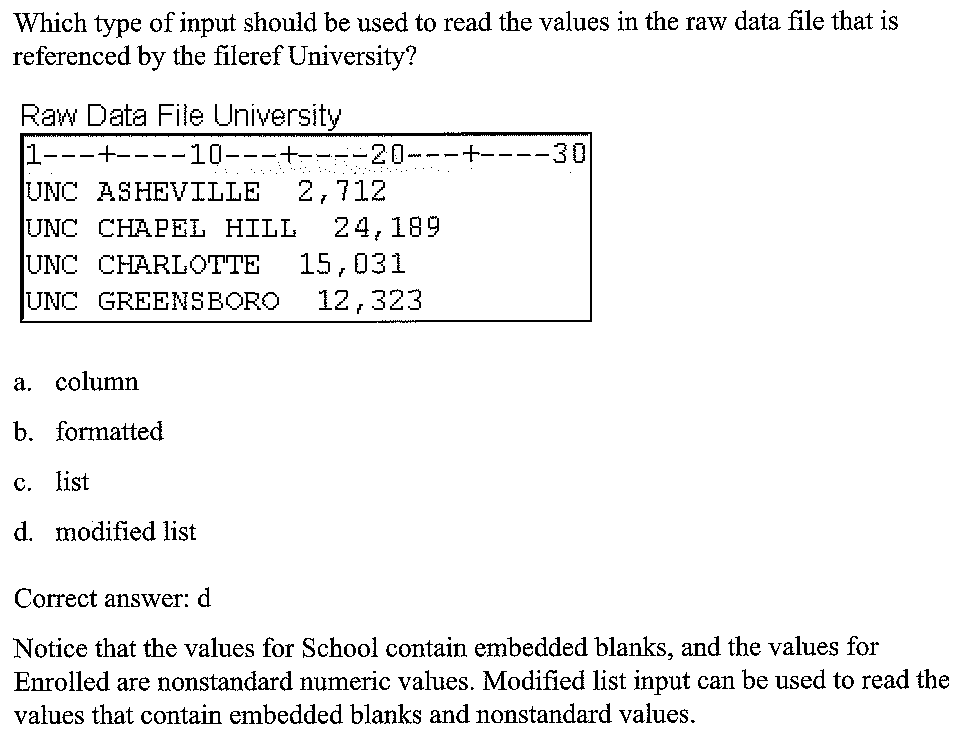 Which type of input should be used to read the values in the raw data file that is
referenced by the fileref University?
Raw Data File University
1---+----10---+----20---+----30
UNC ASHEVILLE  2,712
UNC CHAPEL HILL  24,189
UNC CHARLOTTE  15,031
UNC GREENSBORO  12,323
a. column
b. formatted
c. list
d. modified list
Correct answer: d
Notice that the values for School contain embedded blanks, and the values for
Enrolled are nonstandard numeric values. Modified list input can be used to read the
values that contain embedded blanks and nonstandard values.